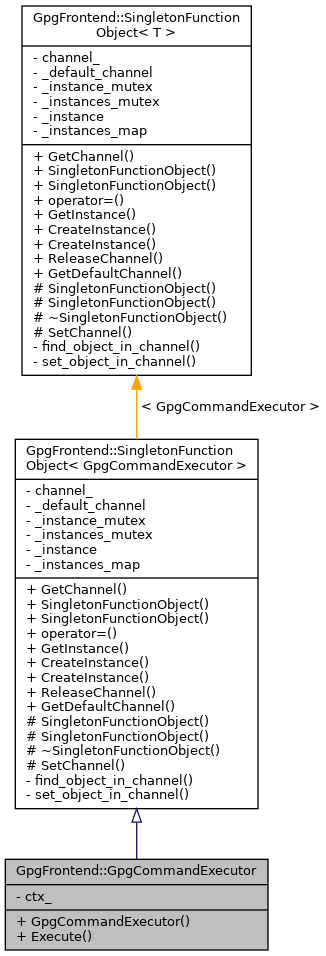 GpgFrontend::SingletonFunction
Object< T >
- channel_
- _default_channel
- _instance_mutex
- _instances_mutex
- _instance
- _instances_map
+ GetChannel()
+ SingletonFunctionObject()
+ SingletonFunctionObject()
+ operator=()
+ GetInstance()
+ CreateInstance()
+ CreateInstance()
+ ReleaseChannel()
+ GetDefaultChannel()
# SingletonFunctionObject()
# SingletonFunctionObject()
# ~SingletonFunctionObject()
# SetChannel()
- find_object_in_channel()
- set_object_in_channel()
< GpgCommandExecutor >
GpgFrontend::SingletonFunction
Object< GpgCommandExecutor >
- channel_
- _default_channel
- _instance_mutex
- _instances_mutex
- _instance
- _instances_map
+ GetChannel()
+ SingletonFunctionObject()
+ SingletonFunctionObject()
+ operator=()
+ GetInstance()
+ CreateInstance()
+ CreateInstance()
+ ReleaseChannel()
+ GetDefaultChannel()
# SingletonFunctionObject()
# SingletonFunctionObject()
# ~SingletonFunctionObject()
# SetChannel()
- find_object_in_channel()
- set_object_in_channel()
GpgFrontend::GpgCommandExecutor
- ctx_
+ GpgCommandExecutor()
+ Execute()